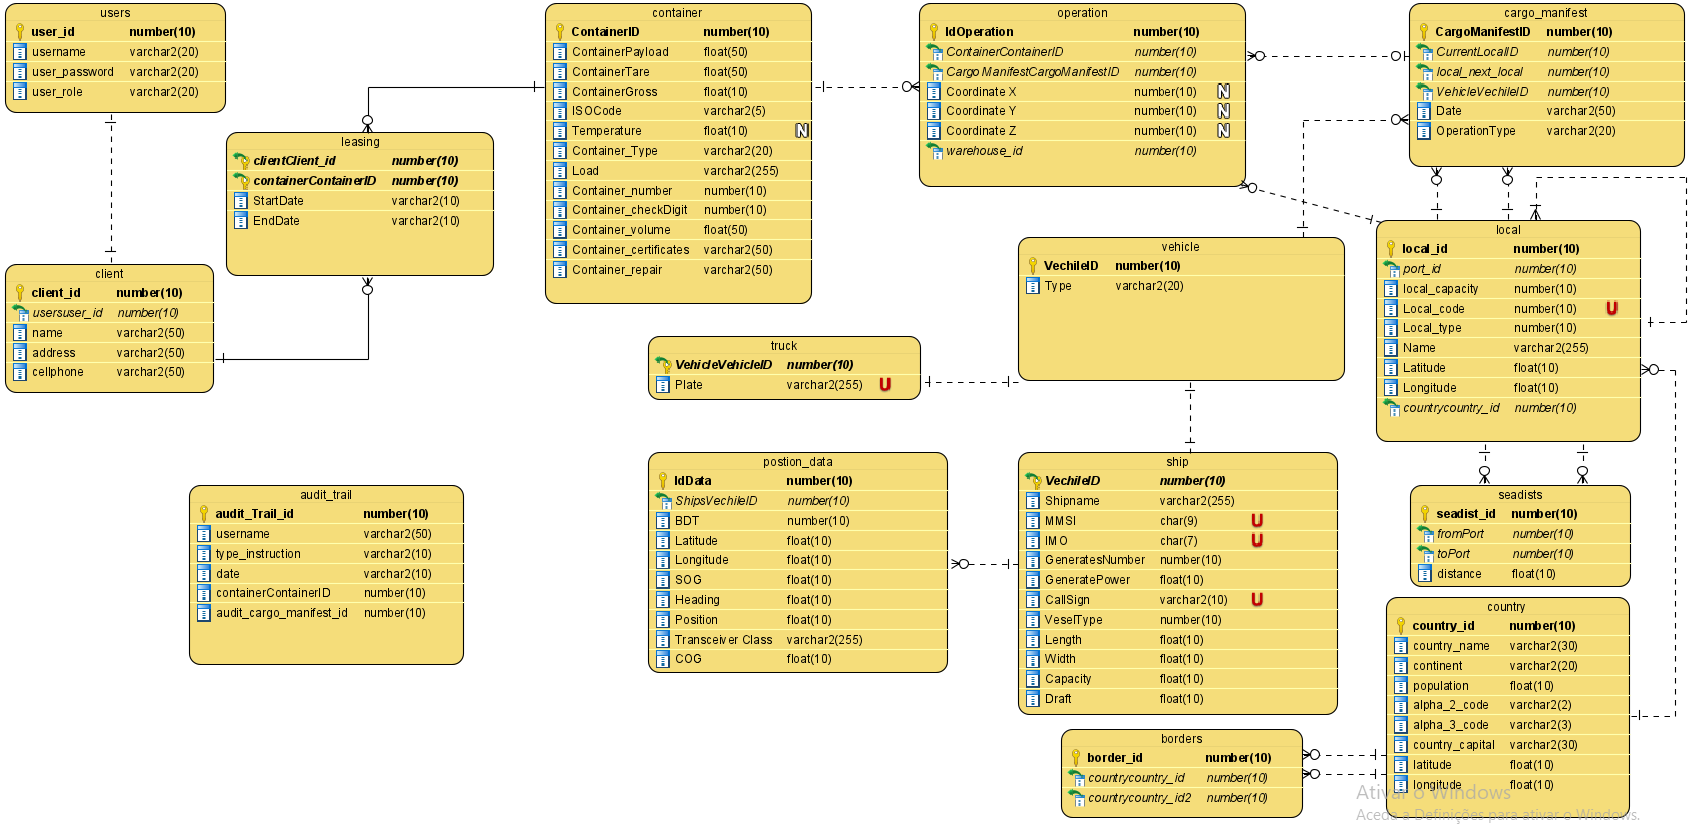 users
user_id number(10)
username varchar2(20)
user_password varchar2(20)
user_role varchar2(20)
client
client_id number(10)
usersuser_id number(10)
name varchar2(50)
address varchar2(50)
cellphone varchar2(50)
leasing
clientClient_id number(10)
containerContainerID number(10)
StartDate varchar2(10)
EndDate varchar2(10)
container
ContainerID number(10)
ContainerPayload float(50)
ContainerTare float(50)
ContainerGross float(10)
ISOCode varchar2(5)
Temperature float(10) N
Container_Type varchar2(20)
Load varchar2(255)
Container_number number(10)
Container_checkDigit number(10)
Container_volume float(50)
Container_certificates varchar2(50)
Container_repair varchar2(50)
operation
IdOperation number(10)
ContainerContainerID number(10)
Cargo ManifestCargoManifestID number(10)
Coordinate X number(10) N
Coordinate Y number(10) N
Coordinate Z number(10) N
warehouse_id number(10)
cargo_manifest
CargoManifestID number(10)
CurrentLocalID number(10)
local_next_local number(10)
VehicleVechileID number(10)
Date varchar2(50)
OperationType varchar2(20)
vehicle
VechileID number(10)
Type varchar2(20)
local
local_id number(10)
port_id number(10)
local_capacity number(10)
Local_code number(10) U
Local_type number(10)
Name varchar2(255)
Latitude float(10)
Longitude float(10)
countrycountry_id number(10)
truck
VehicleVehicleID number(10)
Plate varchar2(255) U
postion_data
IdData number(10)
ShipsVechileID number(10)
BDT number(10)
Latitude float(10)
Longitude float(10)
SOG float(10)
Heading float(10)
Position float(10)
Transceiver Class varchar2(255)
COG float(10)
ship
VechileID number(10)
Shipname varchar2(255)
MMSI char(9) U
IMO char(7) U
GeneratesNumber number(10)
GeneratePower float(10)
CallSign varchar2(10) U
VeselType number(10)
Length float(10)
Width float(10)
Capacity float(10)
Draft float(10)
seadists
seadist_id number(10)
fromPort number(10)
toPort number(10)
distance float(10)
audit_trail
audit_Trail_id number(10)
username varchar2(50)
type_instruction varchar2(10)
date varchar2(10)
containerContainerID number(10)
audit_cargo_manifest_id number(10)
country
country_id number(10)
country_name varchar2(30)
continent varchar2(20)
population float(10)
alpha_2_code varchar2(2)
alpha_3_code varchar2(3)
country_capital varchar2(30)
latitude float(10)
longitude float(10)
borders
border_id number(10)
countrycountry_id number(10)
countrycountry_id2 number(10)
Ativar o Windows
Aceda a Definições para ativar o Windows.